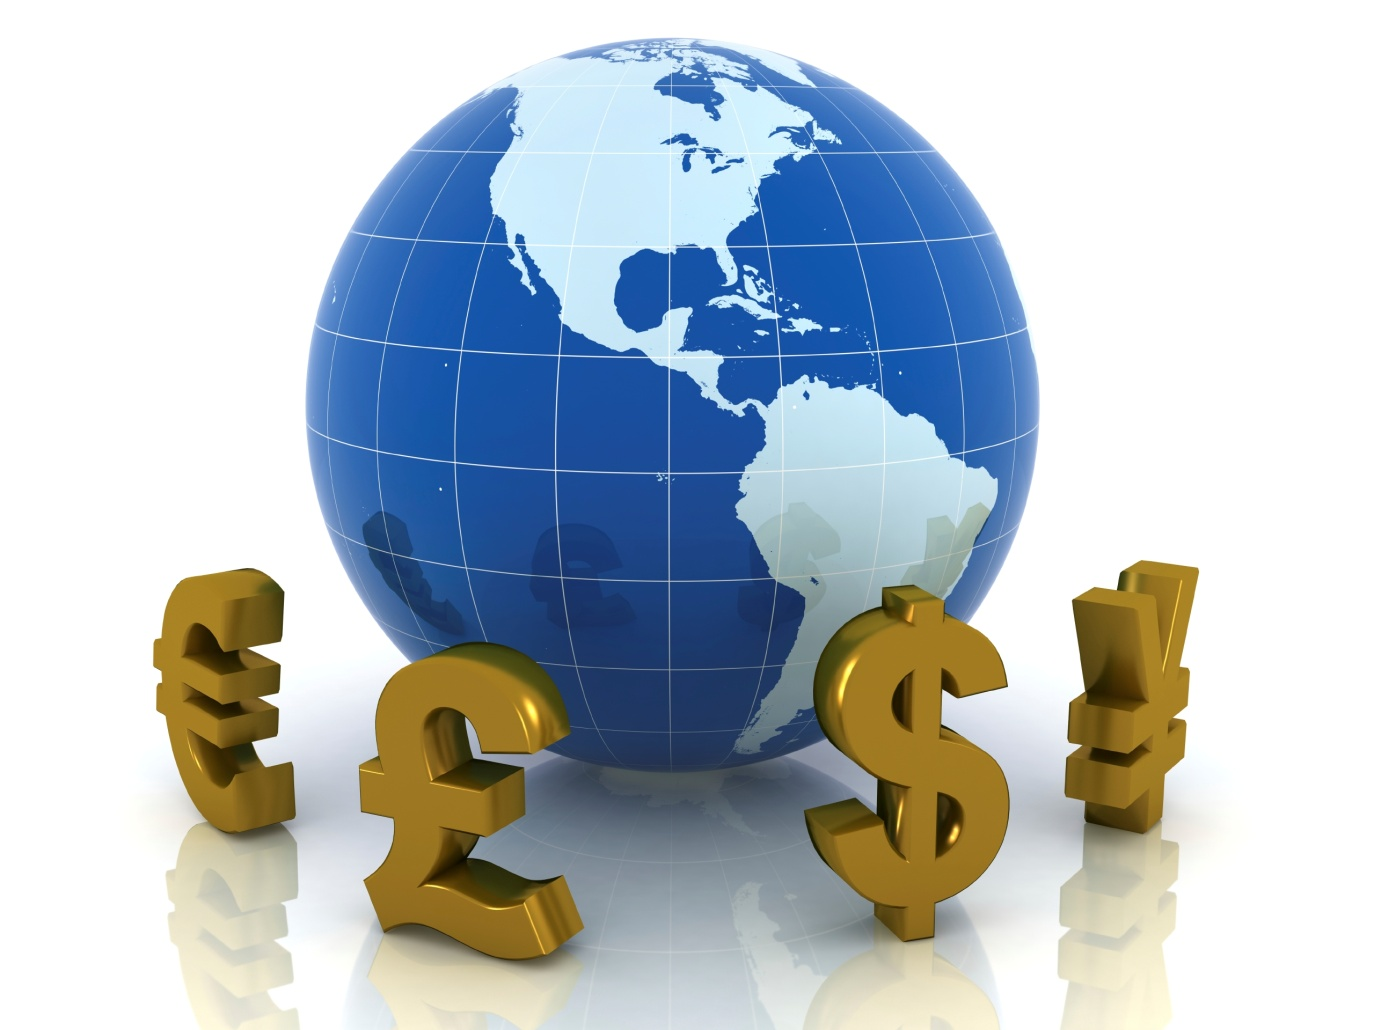 € £ $ ¥